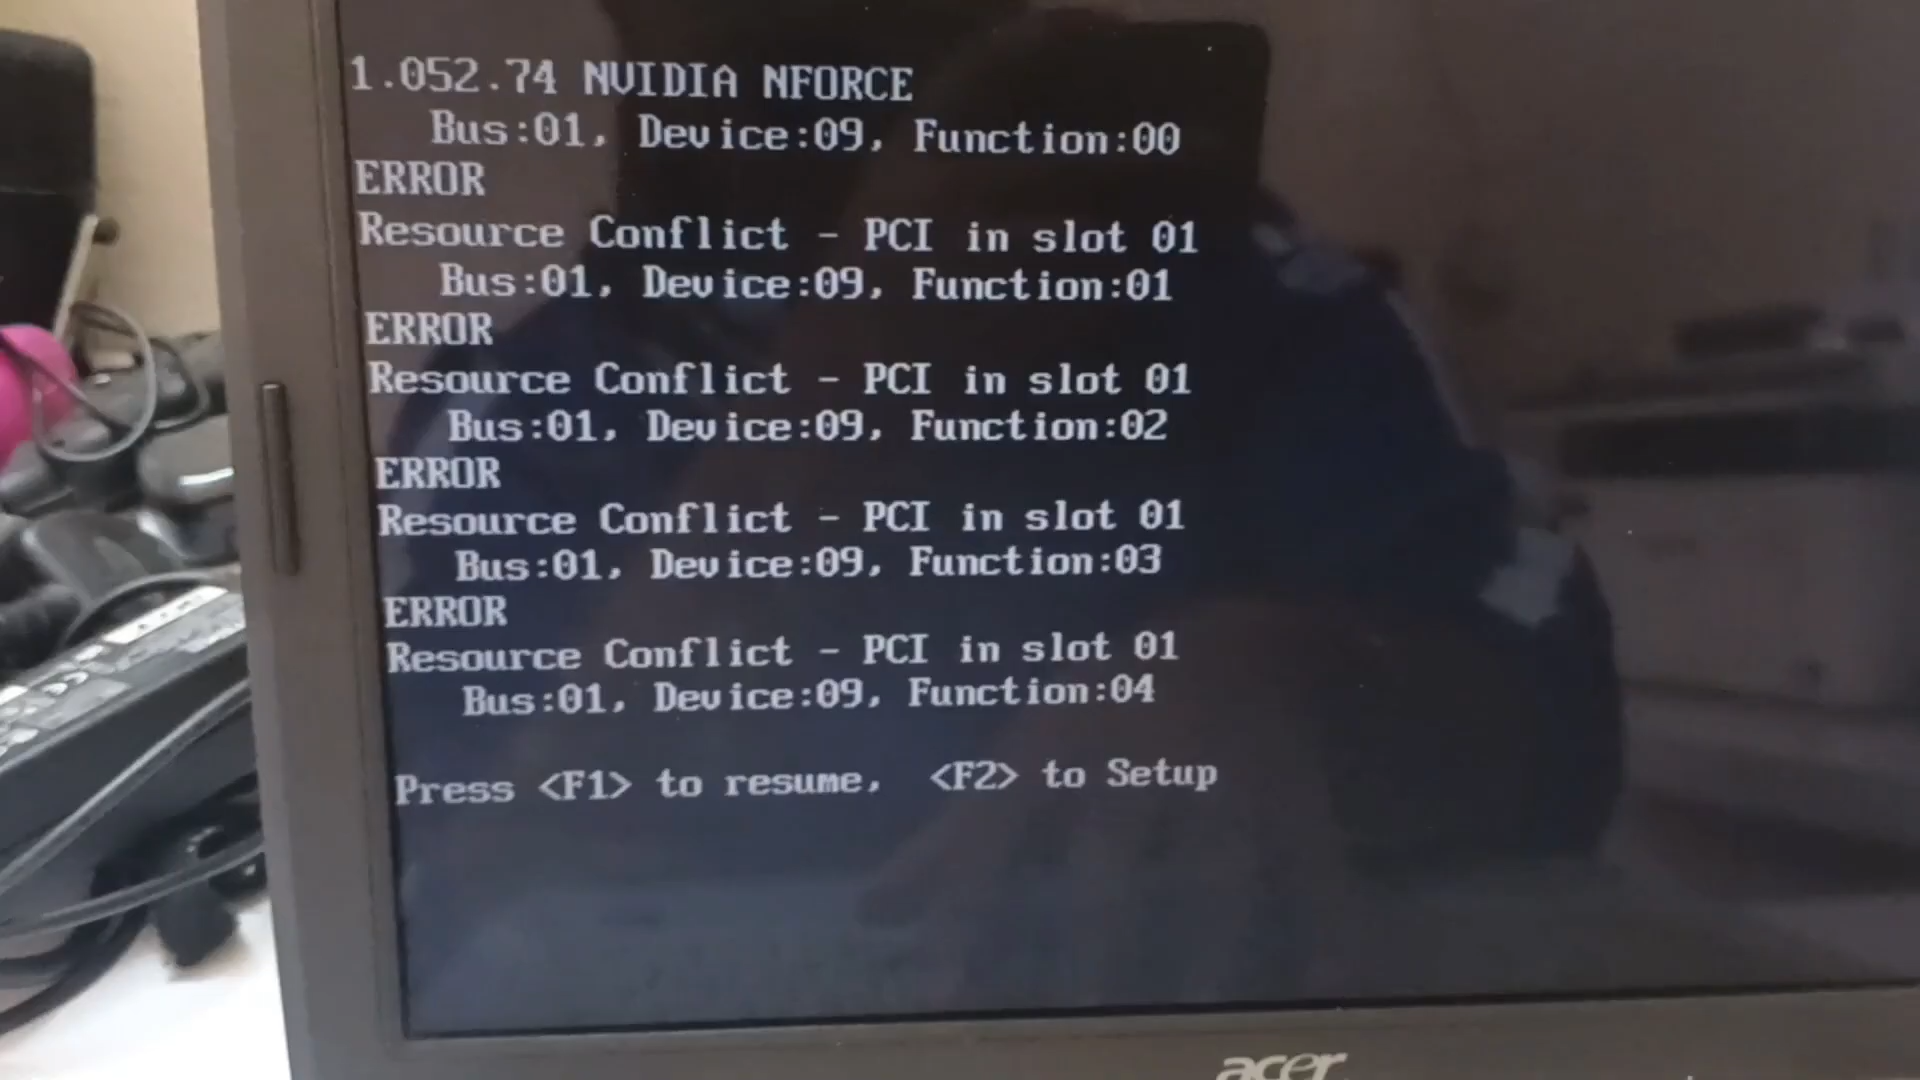 1.052.74 NVIDIA NFORCE
Bus:01, Device:09, Function:00
ERROR
Resource Conflict - PCI in slot 01
Bus:01, Device:09, Function:01
ERROR
Resource Conflict - PCI in slot 01
Bus:01, Device:09, Function:02
ERROR
Resource Conflict - PCI in slot 01
Bus:01, Device:09, Function:03
ERROR
Resource Conflict - PCI in slot 01
Bus:01, Device:09, Function:04
Press <F1> to resume, <F2> to Setup
acer